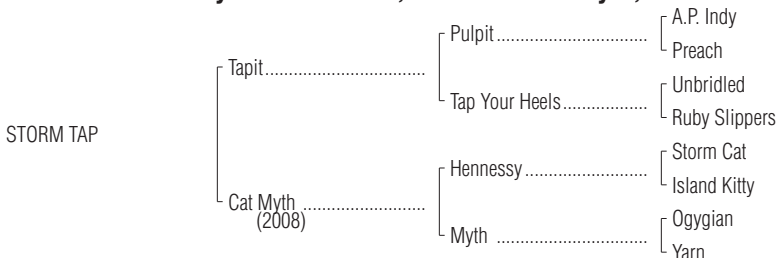 A.P. Indy
Pulpit
Preach
Tapit
Unbridled
Tap Your Heels
Ruby Slippers
STORM TAP
Storm Cat
Hennessy
Island Kitty
Cat Myth
(2008)
Ogygian
Myth
Yarn